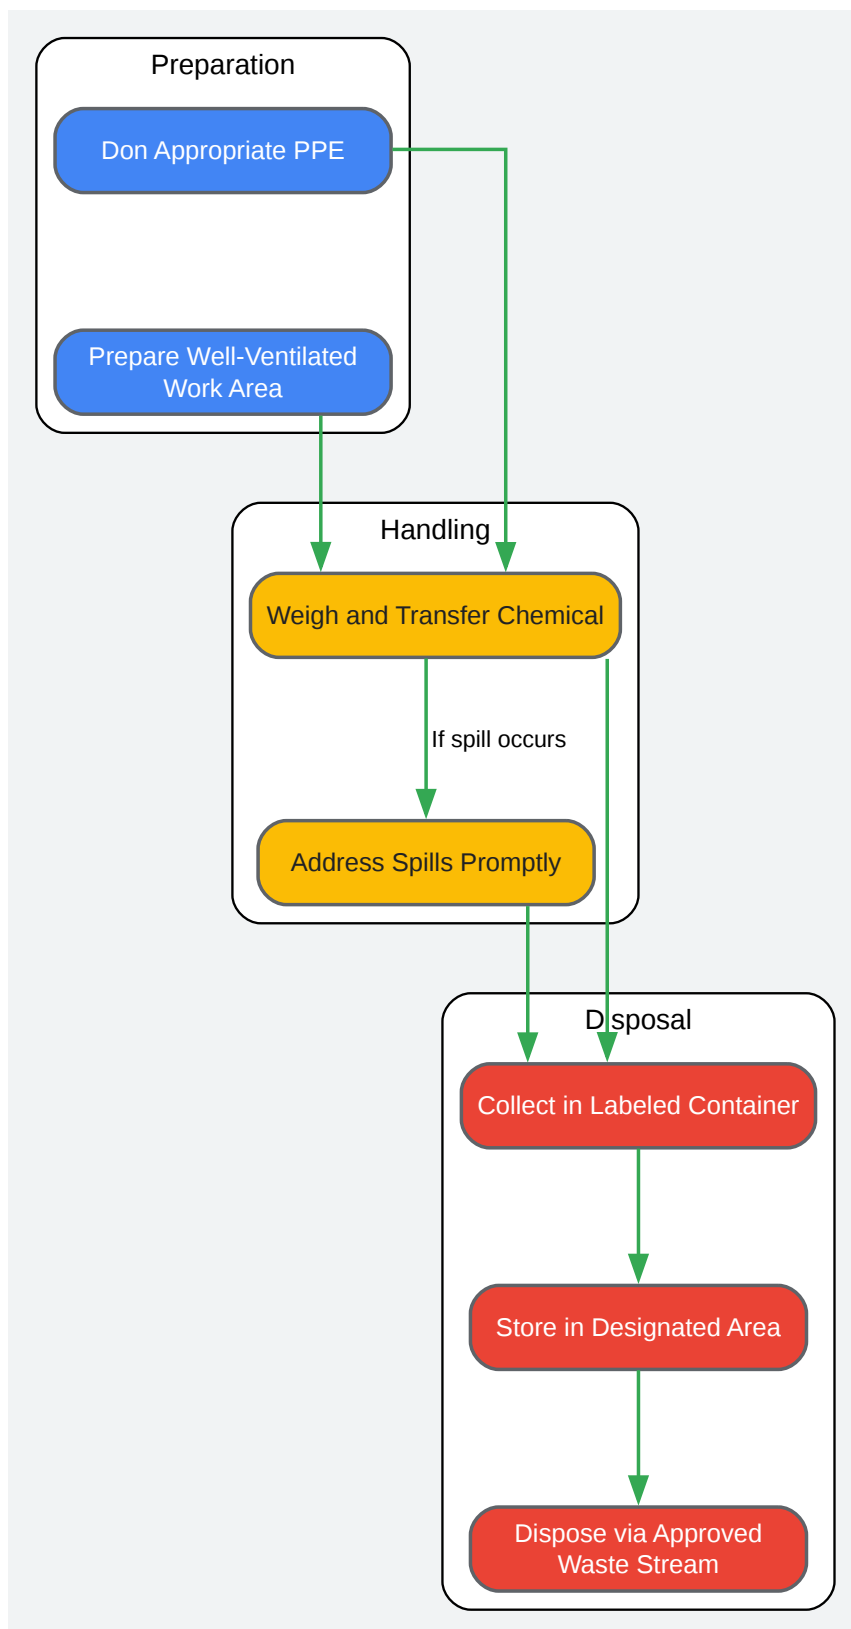 Preparation
Don Appropriate PPE
Prepare Well-Ventilated
Work Area
Handling
Weigh and Transfer Chemical
If spill occurs
Address Spills Promptly
Disposal
Collect in Labeled Container
Store in Designated Area
Dispose via Approved
Waste Stream